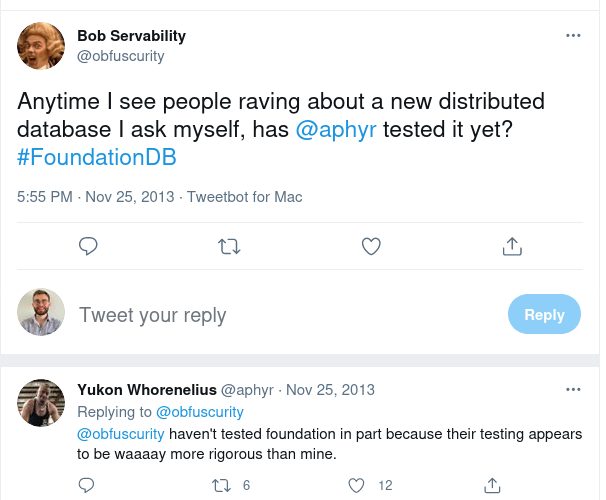 Bob Servability
@obfuscurity
Anytime I see people raving about a new distributed
database I ask myself, has @aphyr tested it yet?
#FoundationDB
5:55 PM · Nov 25, 2013 · Tweetbot for Mac
Tweet your reply
Reply
Yukon Whorenelius @aphyr · Nov 25, 2013
Replying to @obfuscurity
@obfuscurity haven't tested foundation in part because their testing appears
to be waaaay more rigorous than mine.
6 12